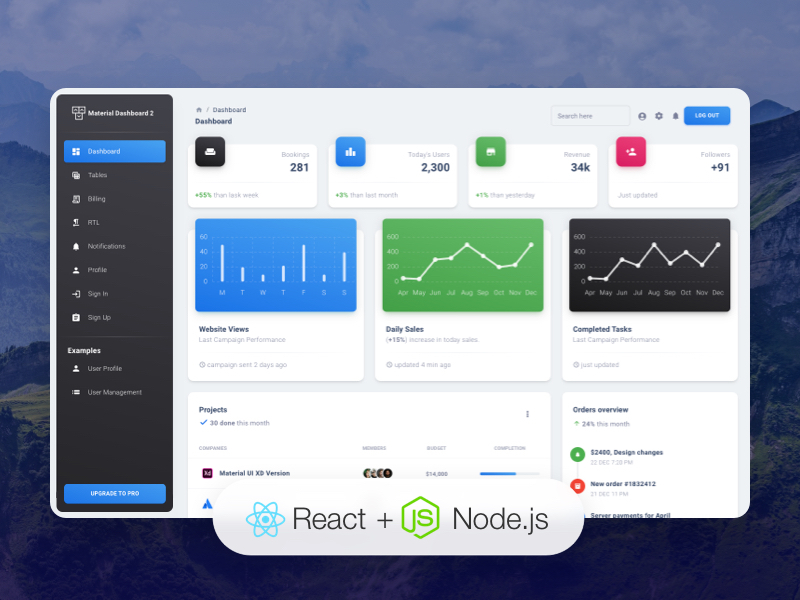 Material Dashboard 2
Dashboard
Tables
Billing
RTL
Notifications
Profile
Sign In
Sign Up
Examples
User Profile
User Management
UPGRADE TO PRO
/ Dashboard
Dashboard
Search here
LOG OUT
Bookings
281
+55% than lask week
Today's Users
2,300
+3% than last month
Revenue
34k
+1% than yesterday
Followers
+91
Just updated
60
40
20
0
M T W T F S S
Website Views
Last Campaign Performance
campaign sent 2 days ago
600
400
200
0
Apr May Jun Jul Aug Sep Oct Nov Dec
Daily Sales
(+15%) increase in today sales.
updated 4 min ago
600
400
200
0
Apr May Jun Jul Aug Sep Oct Nov Dec
Completed Tasks
Last Campaign Performance
just updated
Projects
30 done this month
COMPANIES MEMBERS BUDGET COMPLETION
Xd Material UI XD Version $14,000
Orders overview
24% this month
$2400, Design changes
22 DEC 7:20 PM
New order #1832412
21 DEC 11 PM
Server payments for April
React + JS Node.js